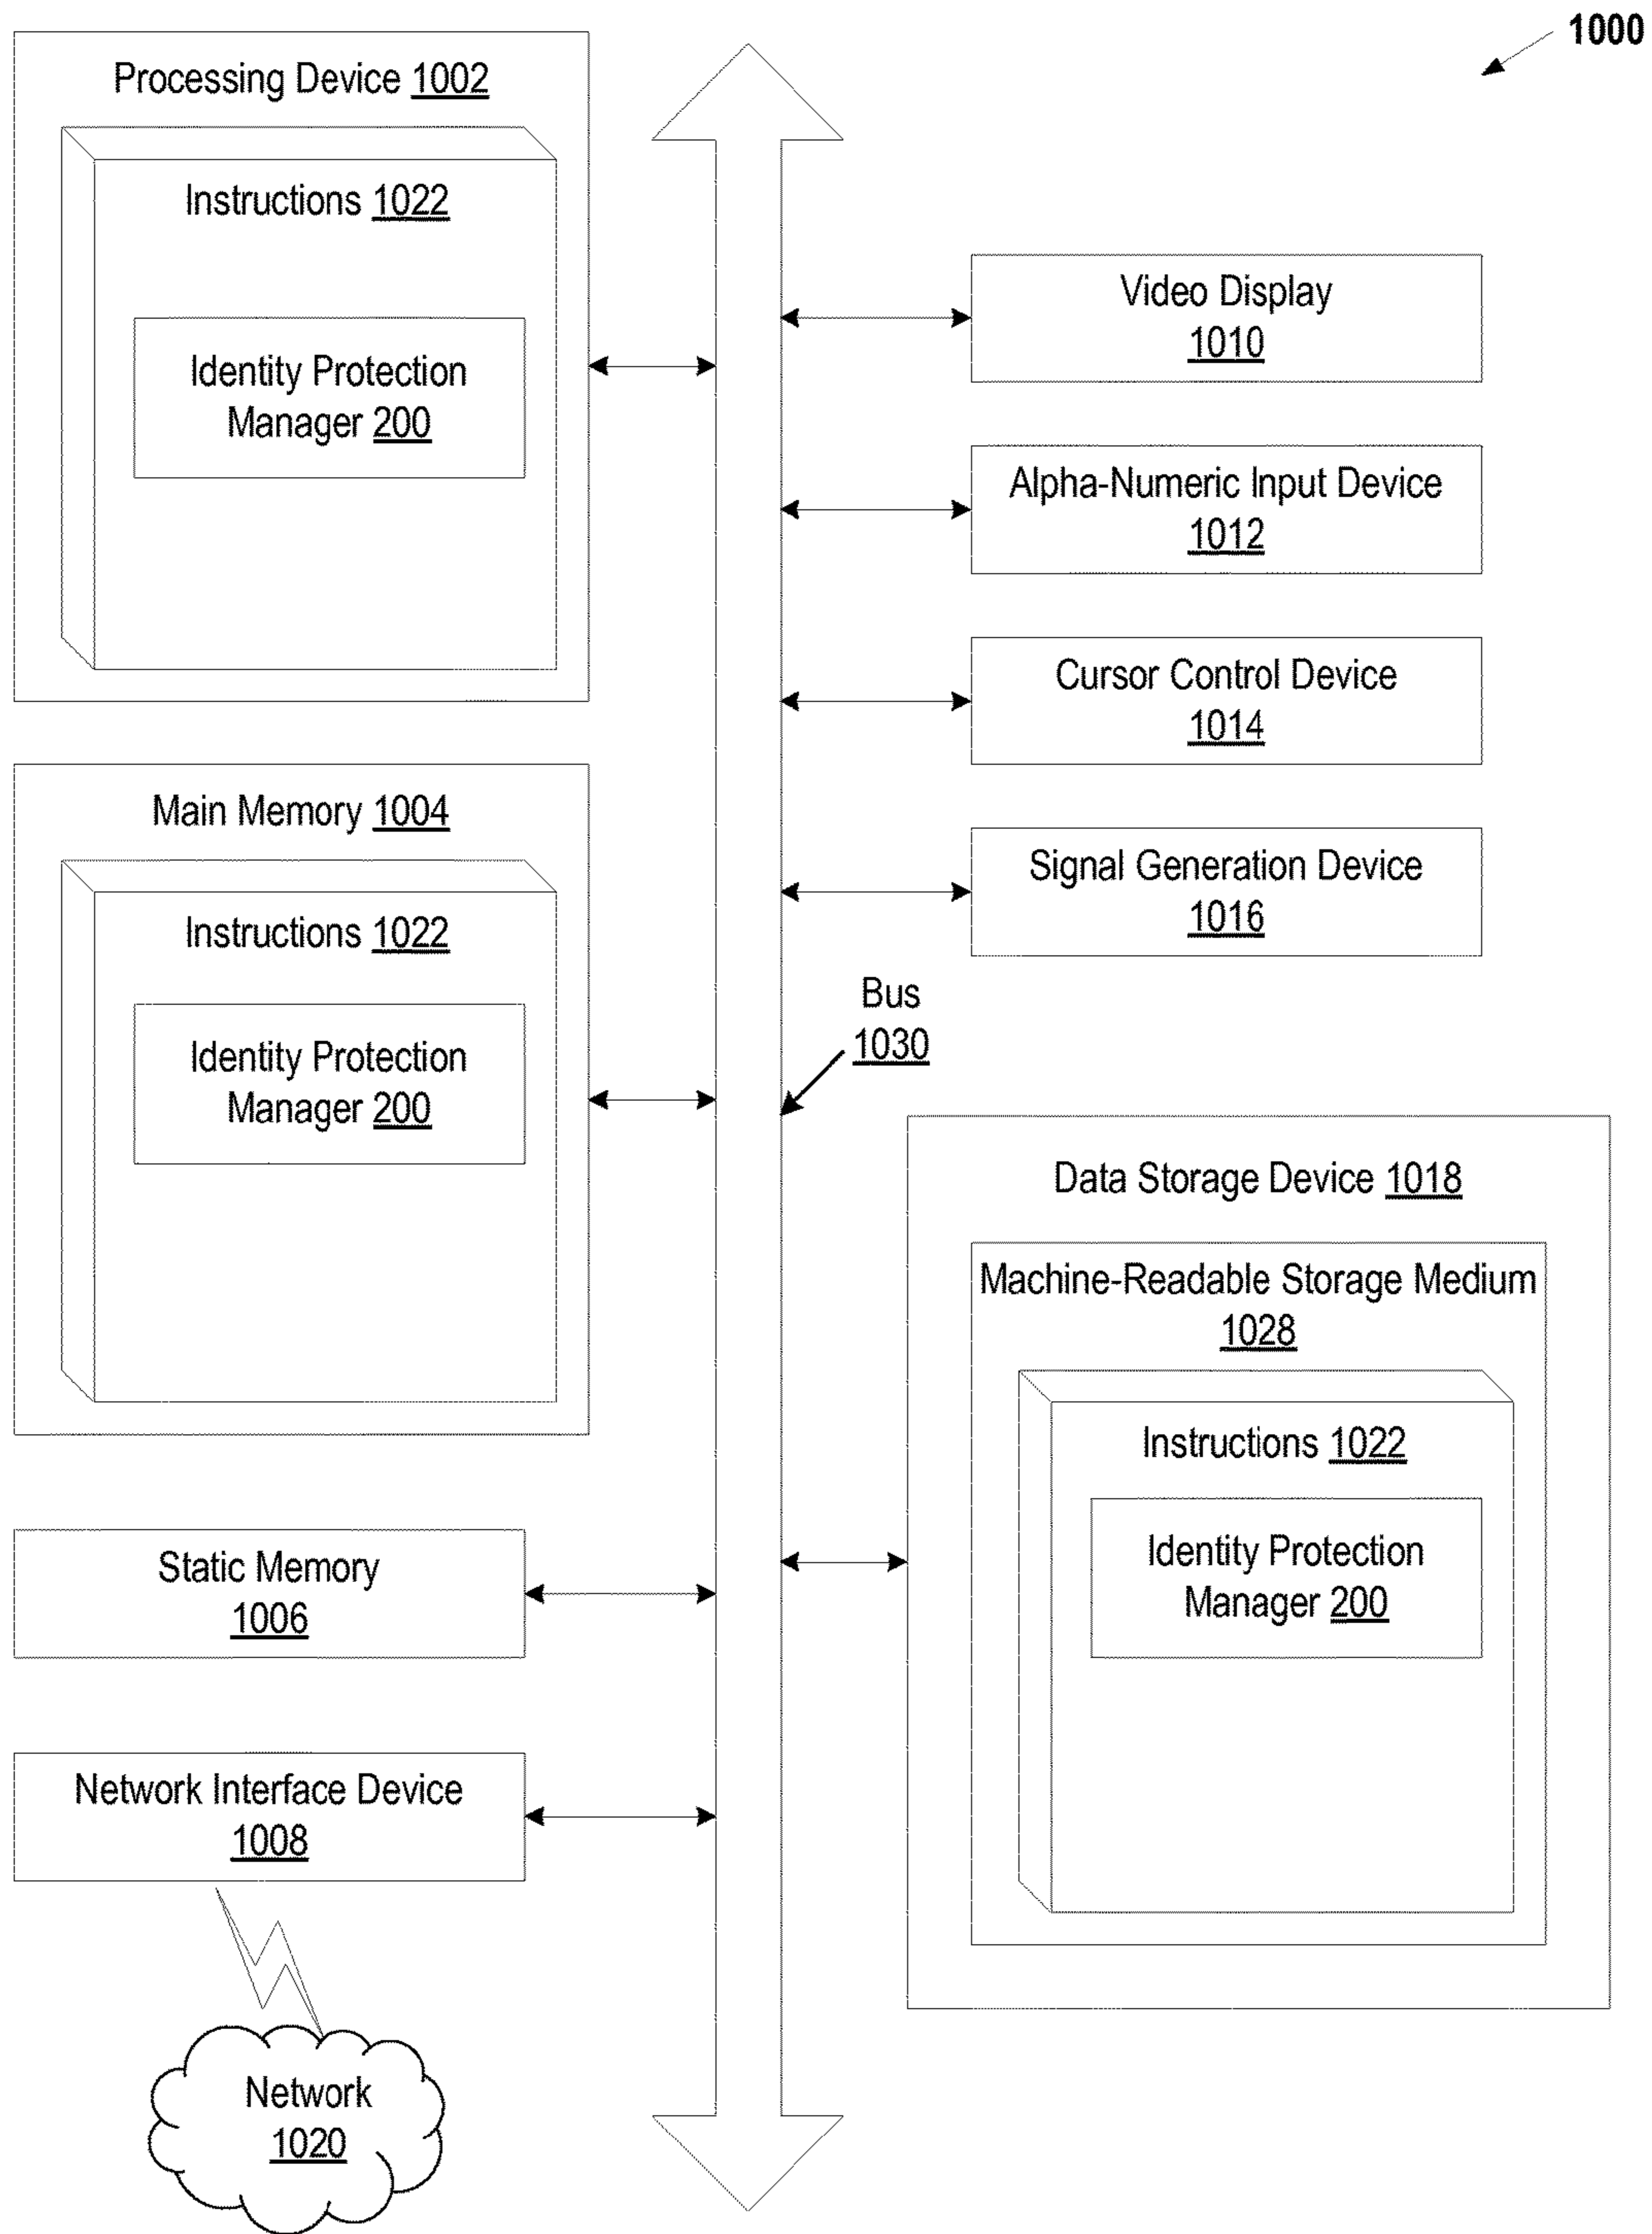 1000
Processing Device 1002
Instructions 1022
Identity Protection
Manager 200
Main Memory 1004
Instructions 1022
Identity Protection
Manager 200
Static Memory
1006
Network Interface Device
1008
Network
1020
Video Display
1010
Alpha-Numeric Input Device
1012
Cursor Control Device
1014
Signal Generation Device
1016
Bus
1030
Data Storage Device 1018
Machine-Readable Storage Medium
1028
Instructions 1022
Identity Protection
Manager 200